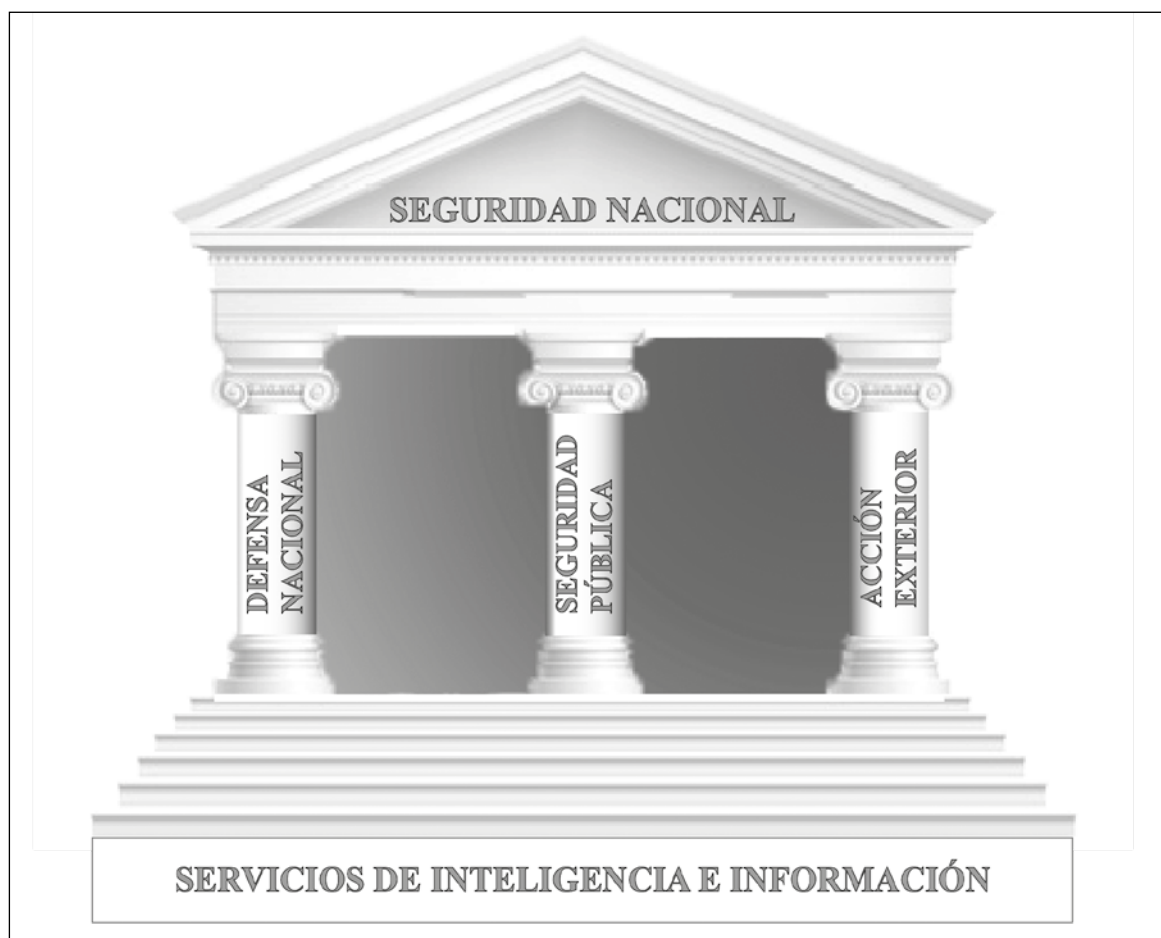 SEGURIDAD NACIONAL
DEFENSA
NACIONAL
SEGURIDAD
PÚBLICA
ACCIÓN
EXTERIOR
SERVICIOS DE INTELIGENCIA E INFORMACIÓN